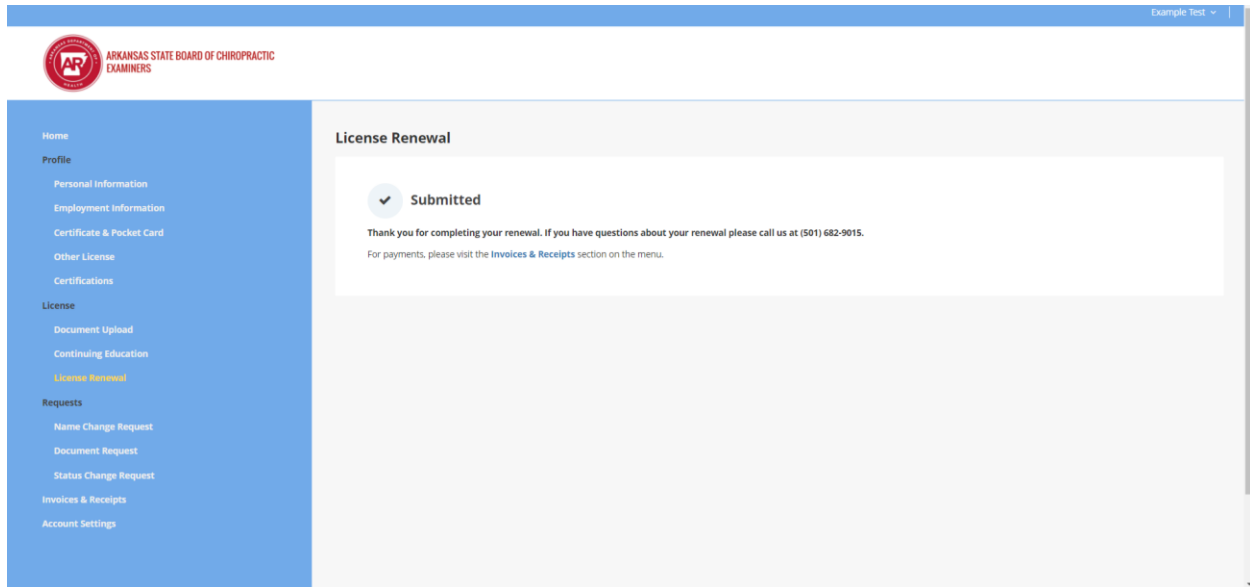 Example Test
AR
HEALTH
ARKANSAS STATE BOARD OF CHIROPRACTIC
EXAMINERS
Home
Profile
Personal Information
Employment Information
Certificate & Pocket Card
Other License
Certifications
License
Document Upload
Continuing Education
License Renewal
Requests
Name Change Request
Document Request
Status Change Request
Invoices & Receipts
Account Settings
License Renewal
Submitted
Thank you for completing your renewal. If you have questions about your renewal please call us at (501) 682-9015.
For payments, please visit the Invoices & Receipts section on the menu.